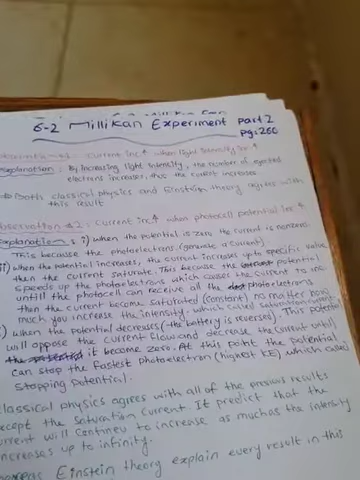 6-2 Millikan Experiment part 2
pg: 260
Observation #1: Current inc↑ when light intensity inc↑
Explanation: By increasing light intensity, the number of ejected
electrons increases, thus the current increases
→ Both classical physics and Einstein theory agree with
this result
Observation #2: Current inc↑ when photocell potential inc↑
Explanation: i) when the potential is zero the current is nonzero.
This because the photoelectrons (generate a current)
ii) when the potential increases, the current increases up to specific value
then the current saturate. This because the potential
speeds up the photoelectrons which causes the current to inc
untill the photocell can receive all the photoelectrons
then the current become saturated (constant) no matter how
much you increase the intensity, which called saturation current
) when the potential decreases (the battery is reverses). This potential
will oppose the current flow and decrease the current until
it become zero. At this point the potential
can stop the fastest photoelectron (highest KE) which called
stopping potential.
Classical physics agrees with all of the previous results
except the saturation current. It predict that the
current will continue to increase as much as the intensity
increases up to infinity.
whereas Einstein theory explain every result in this